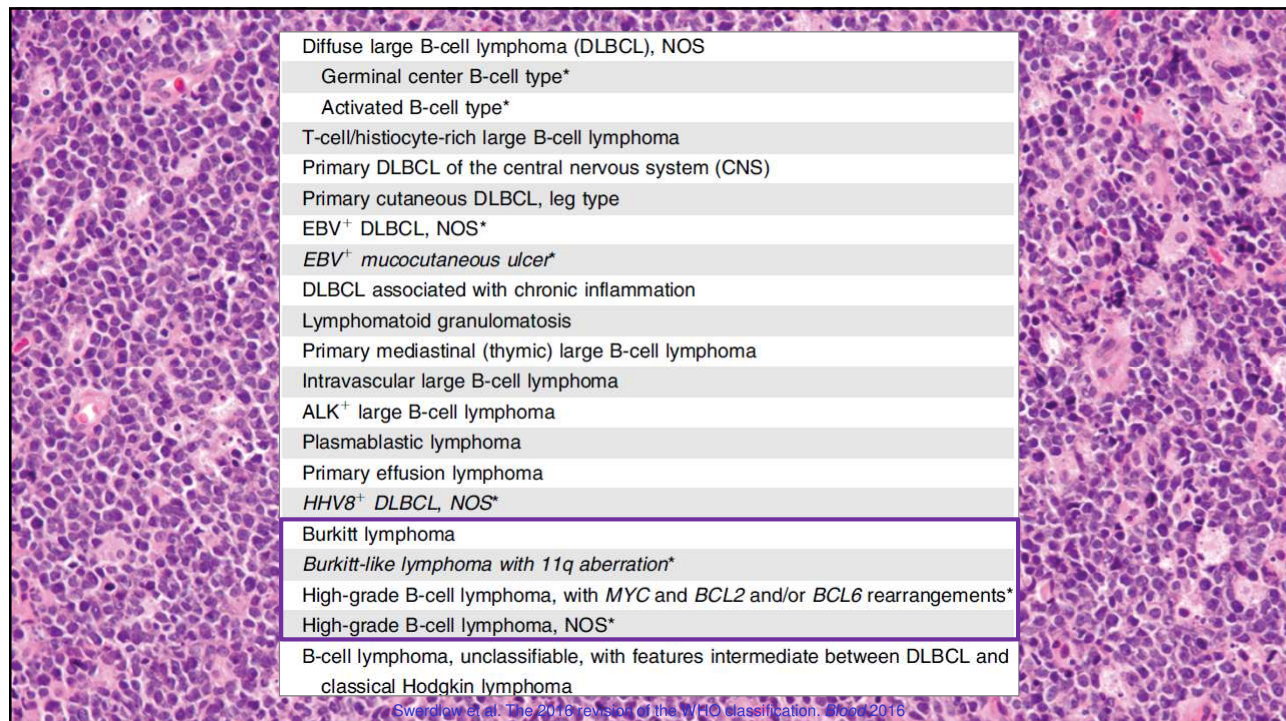 Diffuse large B-cell lymphoma (DLBCL), NOS
Germinal center B-cell type*
Activated B-cell type*
T-cell/histiocyte-rich large B-cell lymphoma
Primary DLBCL of the central nervous system (CNS)
Primary cutaneous DLBCL, leg type
EBV⁺ DLBCL, NOS*
EBV⁺ mucocutaneous ulcer*
DLBCL associated with chronic inflammation
Lymphomatoid granulomatosis
Primary mediastinal (thymic) large B-cell lymphoma
Intravascular large B-cell lymphoma
ALK⁺ large B-cell lymphoma
Plasmablastic lymphoma
Primary effusion lymphoma
HHV8⁺ DLBCL, NOS*
Burkitt lymphoma
Burkitt-like lymphoma with 11q aberration*
High-grade B-cell lymphoma, with MYC and BCL2 and/or BCL6 rearrangements*
High-grade B-cell lymphoma, NOS*
B-cell lymphoma, unclassifiable, with features intermediate between DLBCL and
classical Hodgkin lymphoma
Swerdlow et al. The 2016 revision of the WHO classification. Blood 2016